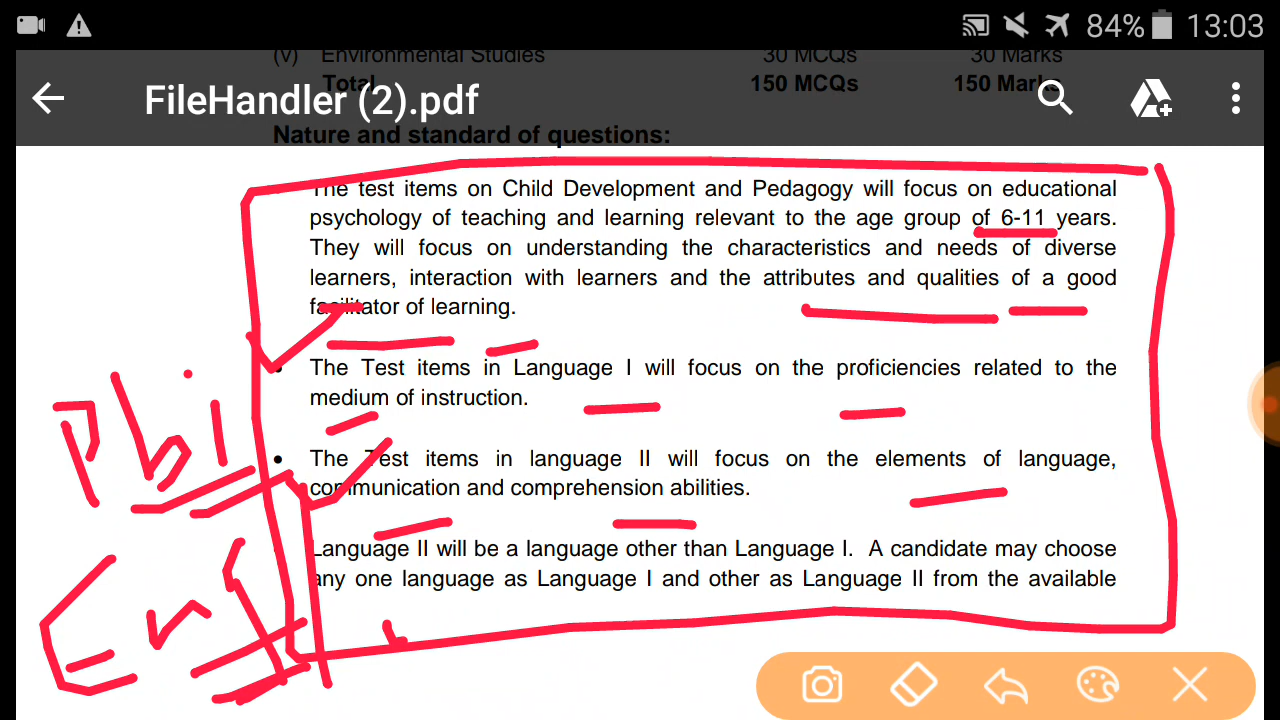 84% 13:03
(v) Environmental Studies 30 MCQs 30 Marks
Total 150 MCQs 150 Marks
FileHandler (2).pdf
Nature and standard of questions:
The test items on Child Development and Pedagogy will focus on educational
psychology of teaching and learning relevant to the age group of 6-11 years.
They will focus on understanding the characteristics and needs of diverse
learners, interaction with learners and the attributes and qualities of a good
facilitator of learning.
• The Test items in Language I will focus on the proficiencies related to the
medium of instruction.
• The Test items in language II will focus on the elements of language,
communication and comprehension abilities.
Language II will be a language other than Language I. A candidate may choose
any one language as Language I and other as Language II from the available